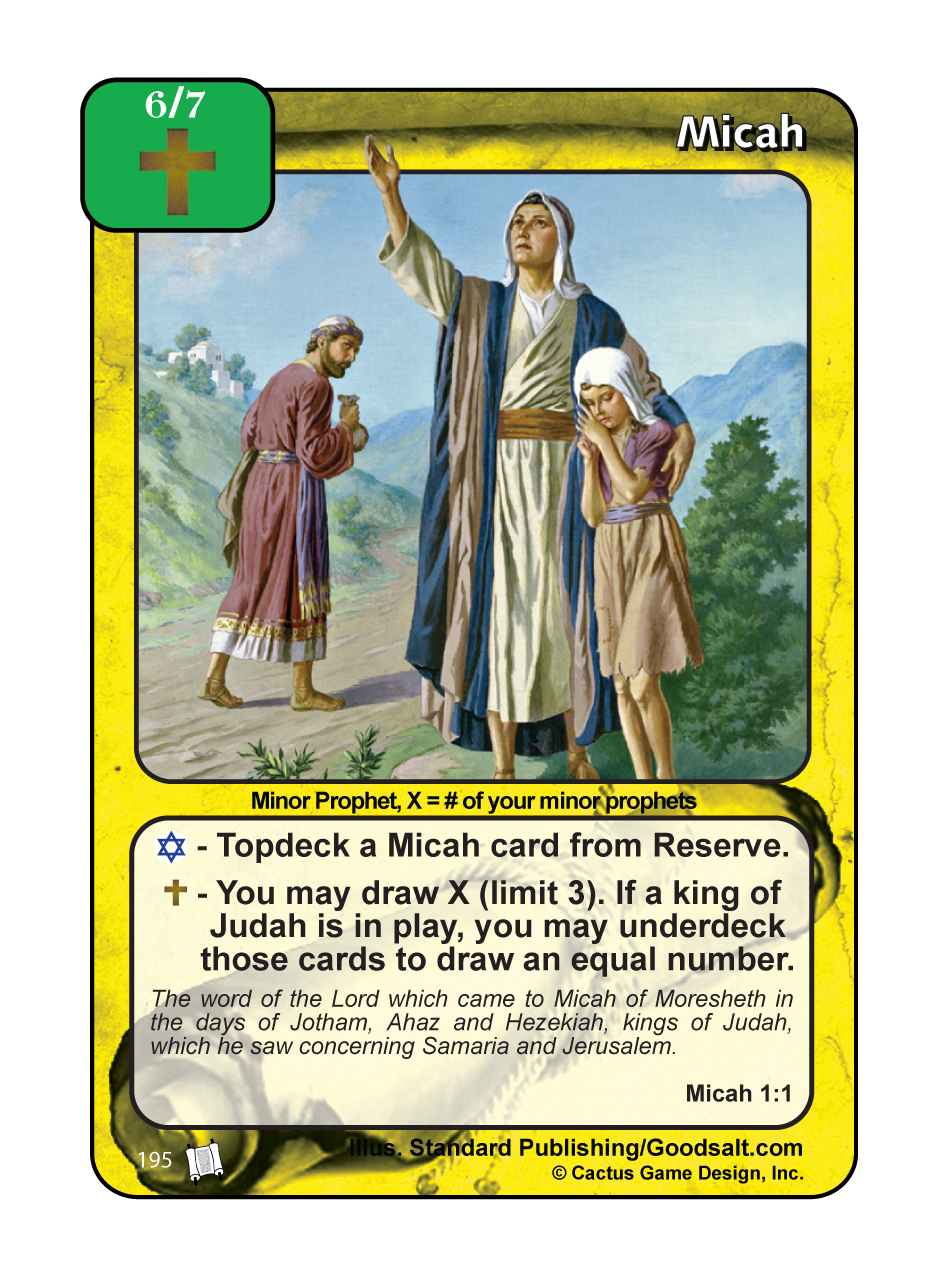 6/7
Micah
Minor Prophet, X = # of your minor prophets
- Topdeck a Micah card from Reserve.
- You may draw X (limit 3). If a king of
Judah is in play, you may underdeck
those cards to draw an equal number.
The word of the Lord which came to Micah of Moresheth in
the days of Jotham, Ahaz and Hezekiah, kings of Judah,
which he saw concerning Samaria and Jerusalem.
Micah 1:1
Illus. Standard Publishing/Goodsalt.com
195
© Cactus Game Design, Inc.